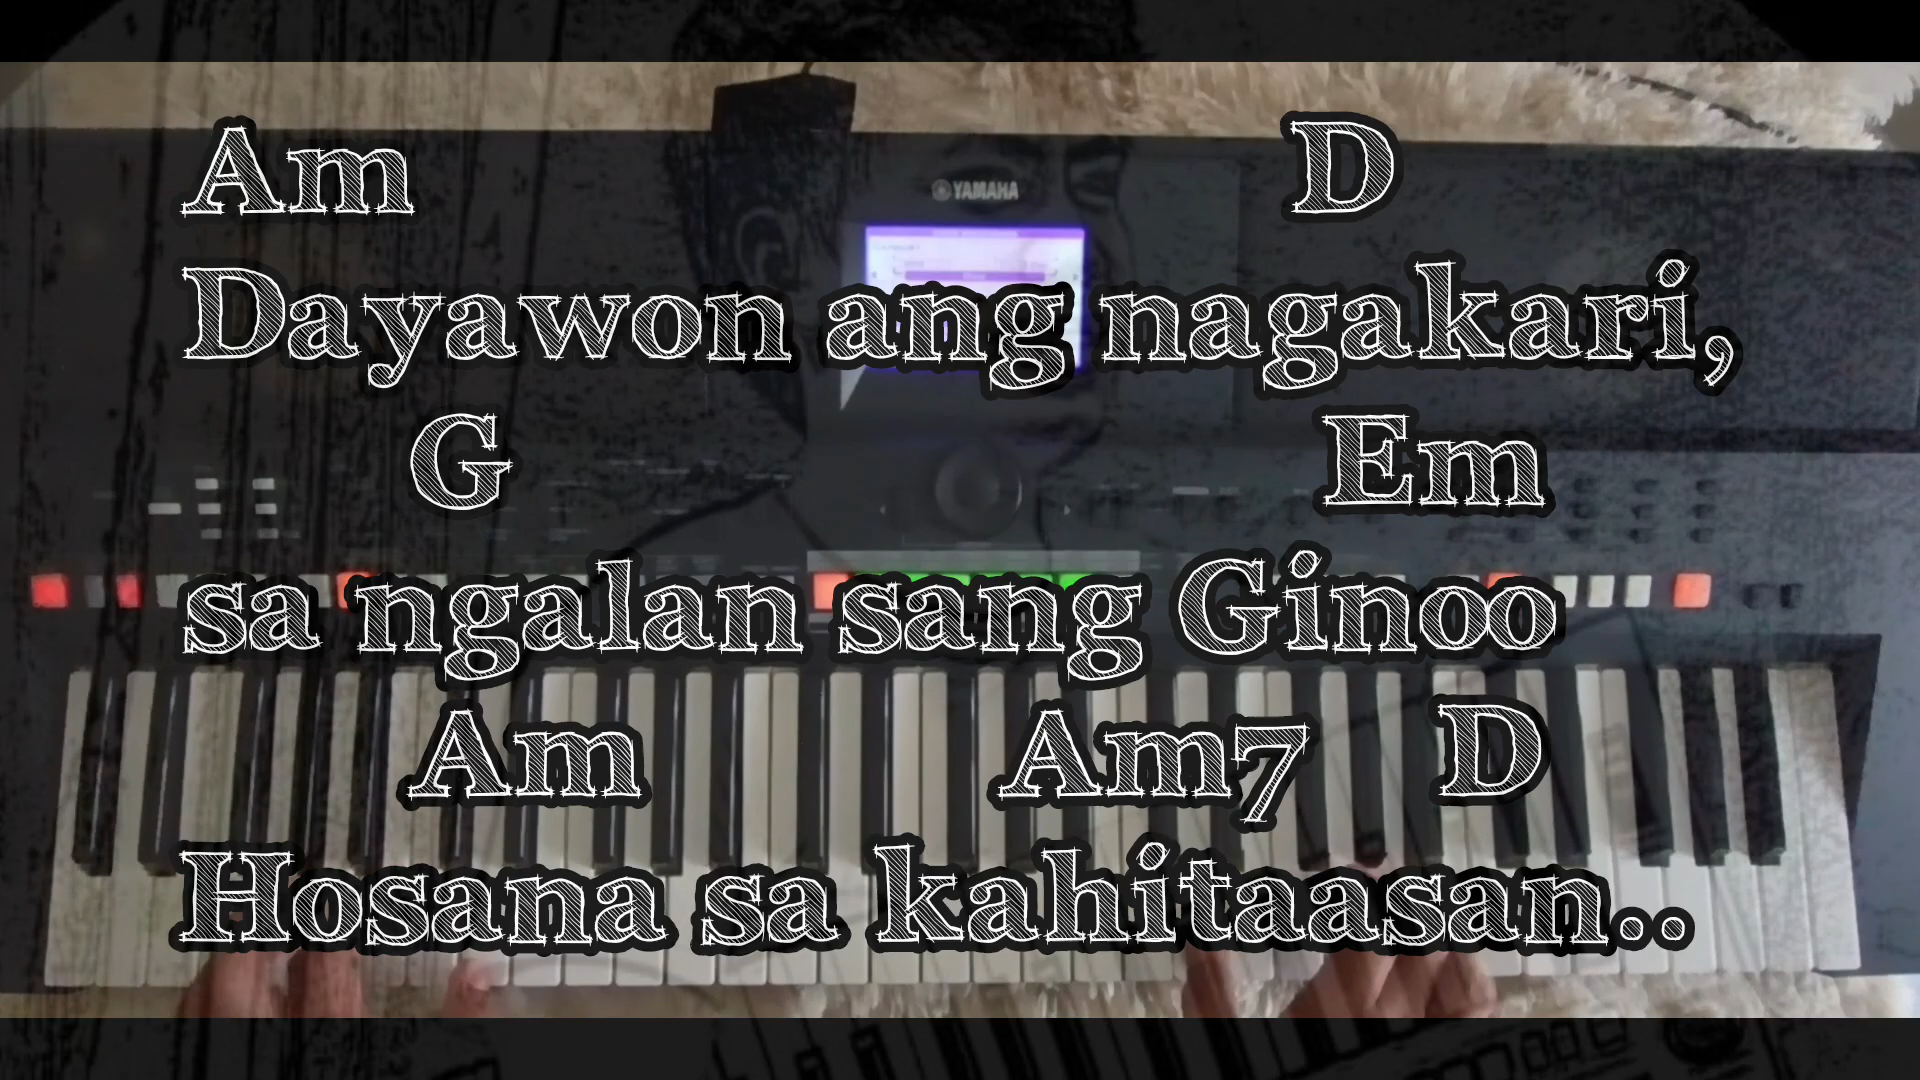 Am D
YAMAHA
Dayawon ang nagakari,
G Em
sa ngalan sang Ginoo
Am Am7 D
Hosana sa kahitaasan..